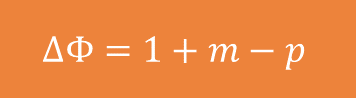 ΔΦ = 1 + m − p